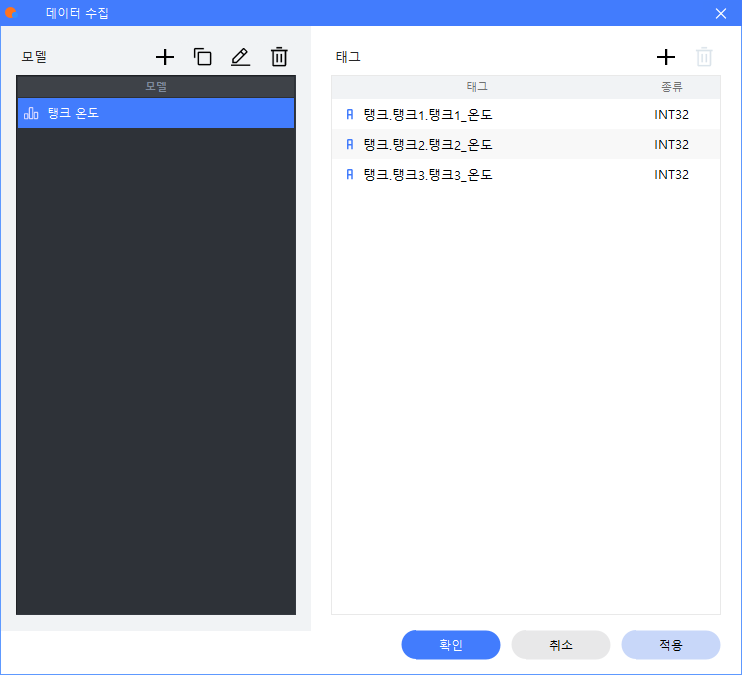 데이터 수집
모델
모델
탱크 온도
태그
태그 종류
탱크.탱크1.탱크1_온도 INT32
탱크.탱크2.탱크2_온도 INT32
탱크.탱크3.탱크3_온도 INT32
확인 취소 적용